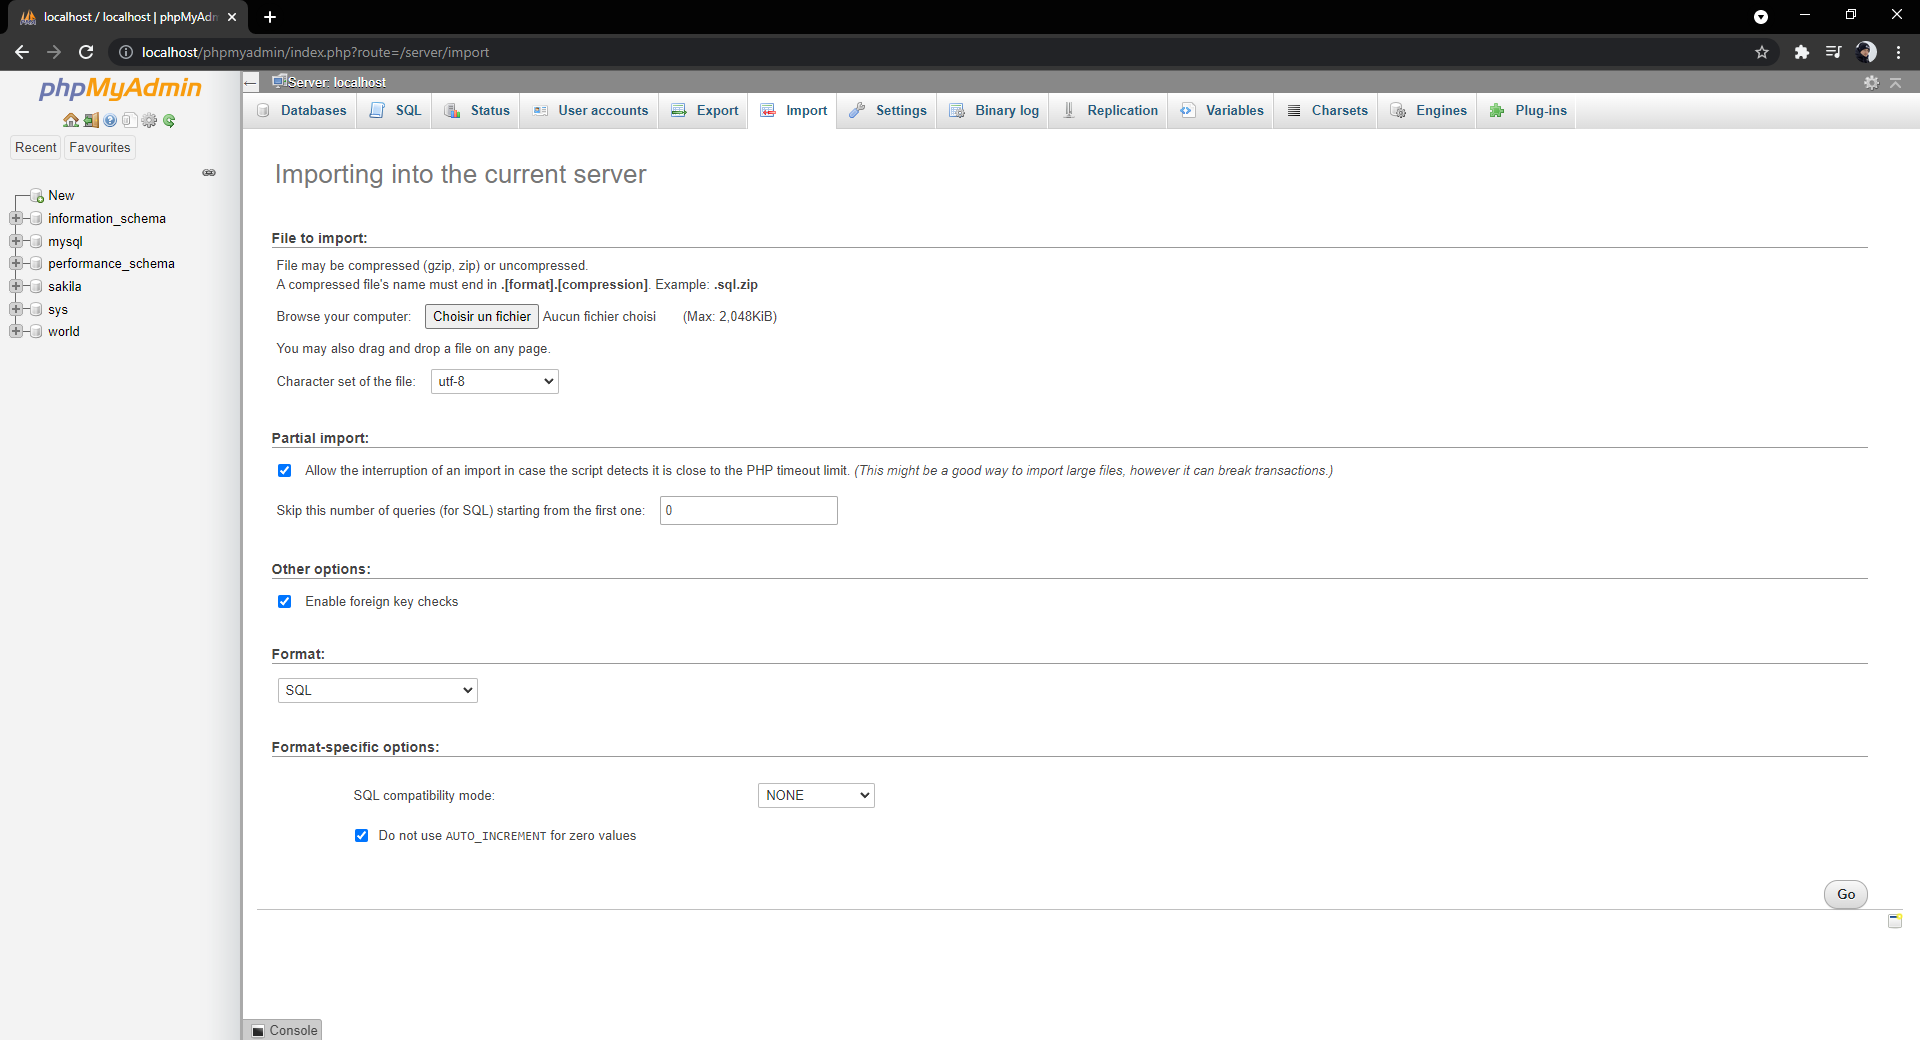 localhost / localhost | phpMyAdm
localhost/phpmyadmin/index.php?route=/server/import
phpMyAdmin
Recent
Favourites
New
information_schema
mysql
performance_schema
sakila
sys
world
Server: localhost
Databases
SQL
Status
User accounts
Export
Import
Settings
Binary log
Replication
Variables
Charsets
Engines
Plug-ins
Importing into the current server
File to import:
File may be compressed (gzip, zip) or uncompressed.
A compressed file's name must end in .[format].[compression]. Example: .sql.zip
Browse your computer: Choisir un fichier Aucun fichier choisi (Max: 2,048KiB)
You may also drag and drop a file on any page.
Character set of the file: utf-8
Partial import:
Allow the interruption of an import in case the script detects it is close to the PHP timeout limit. (This might be a good way to import large files, however it can break transactions.)
Skip this number of queries (for SQL) starting from the first one: 0
Other options:
Enable foreign key checks
Format:
SQL
Format-specific options:
SQL compatibility mode: NONE
Do not use AUTO_INCREMENT for zero values
Go
Console